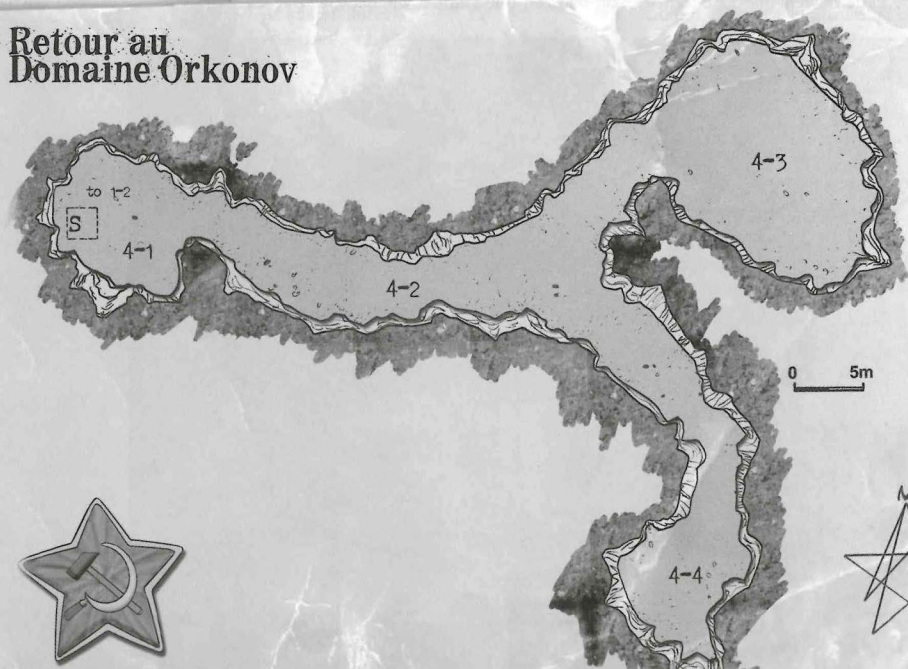 Retour au
Domaine Orkonov
to 1-2
S
4-1
4-2
4-3
0 5m
N
4-4